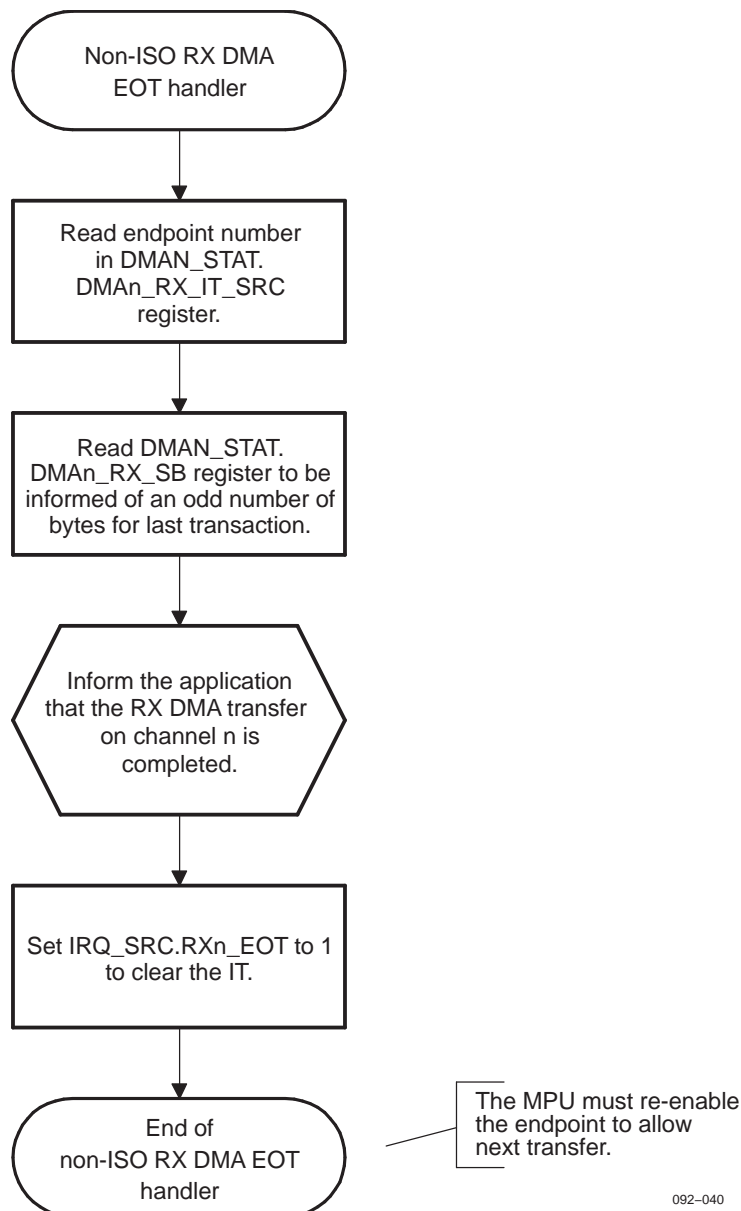 Non-ISO RX DMA
EOT handler
Read endpoint number
in DMAN_STAT.
DMAn_RX_IT_SRC
register.
Read DMAN_STAT.
DMAn_RX_SB register to be
informed of an odd number of
bytes for last transaction.
Inform the application
that the RX DMA transfer
on channel n is
completed.
Set IRQ_SRC.RXn_EOT to 1
to clear the IT.
End of
non-ISO RX DMA EOT
handler
The MPU must re-enable
the endpoint to allow
next transfer.
092–040